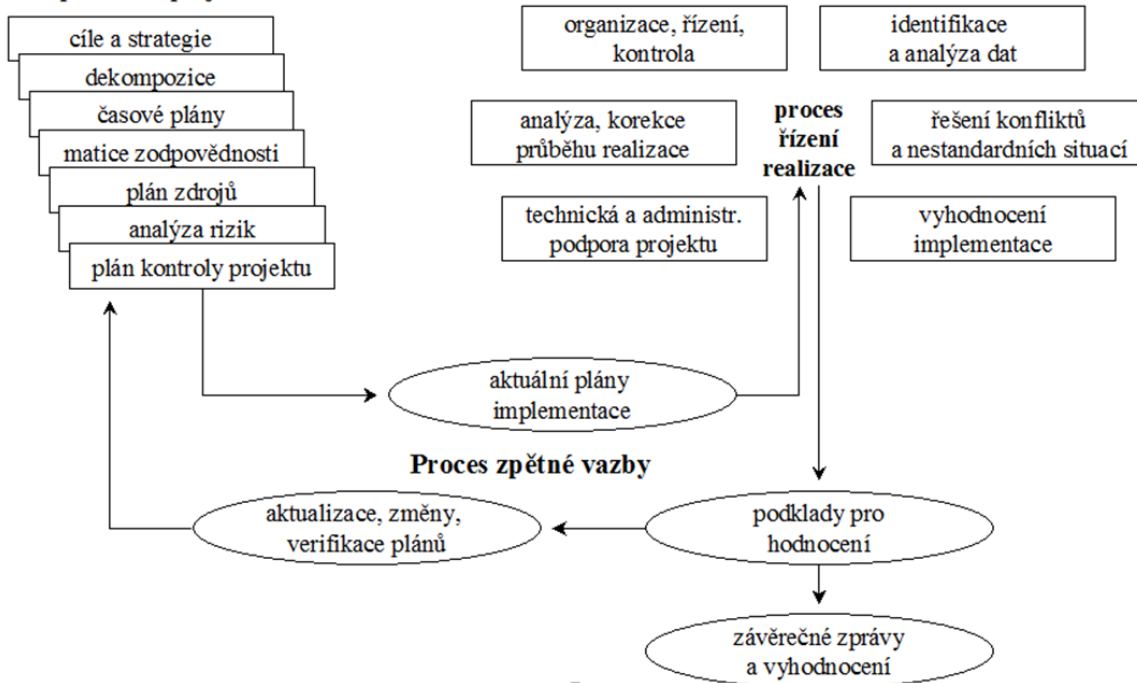 cíle a strategie
dekompozice
časové plány
matice zodpovědnosti
plán zdrojů
analýza rizik
plán kontroly projektu
organizace, řízení,
kontrola
identifikace
a analýza dat
analýza, korekce
průběhu realizace
proces
řízení
realizace
řešení konfliktů
a nestandardních situací
technická a administr.
podpora projektu
vyhodnocení
implementace
aktuální plány
implementace
Proces zpětné vazby
aktualizace, změny,
verifikace plánů
podklady pro
hodnocení
závěrečné zprávy
a vyhodnocení